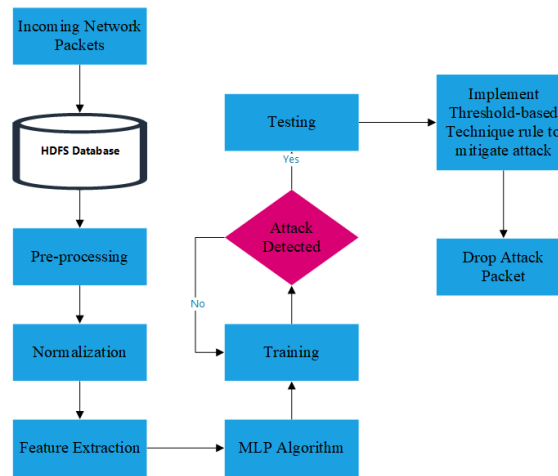 Incoming Network
Packets
HDFS Database
Pre-processing
Normalization
Feature Extraction
MLP Algorithm
Training
No
Attack
Detected
Yes
Testing
Implement
Threshold-based
Technique rule to
mitigate attack
Drop Attack
Packet